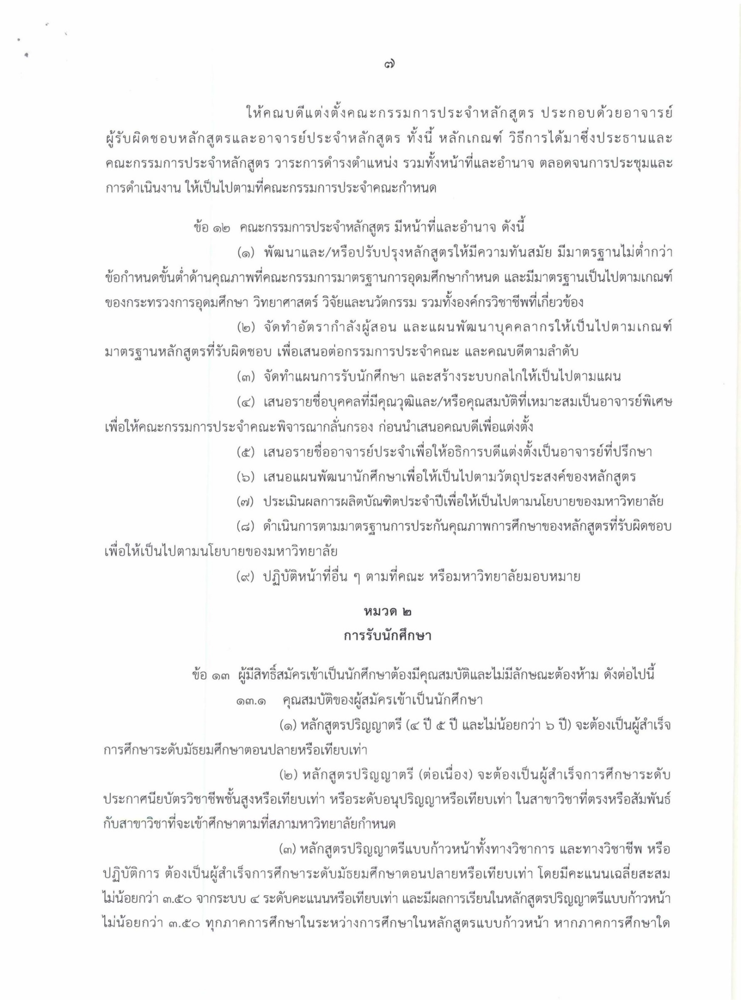 ๗
ให้คณบดีแต่งตั้งคณะกรรมการประจำหลักสูตร ประกอบด้วยอาจารย์
ผู้รับผิดชอบหลักสูตรและอาจารย์ประจำหลักสูตร ทั้งนี้ หลักเกณฑ์ วิธีการได้มาซึ่งประธานและ
คณะกรรมการประจำหลักสูตร วาระการดำรงตำแหน่ง รวมทั้งหน้าที่และอำนาจ ตลอดจนการประชุมและ
การดำเนินงาน ให้เป็นไปตามที่คณะกรรมการประจำคณะกำหนด
ข้อ ๑๒ คณะกรรมการประจำหลักสูตร มีหน้าที่และอำนาจ ดังนี้
(๑) พัฒนาและ/หรือปรับปรุงหลักสูตรให้มีความทันสมัย มีมาตรฐานไม่ต่ำกว่า
ข้อกำหนดขั้นต่ำด้านคุณภาพที่คณะกรรมการมาตรฐานการอุดมศึกษากำหนด และมีมาตรฐานเป็นไปตามเกณฑ์
ของกระทรวงการอุดมศึกษา วิทยาศาสตร์ วิจัยและนวัตกรรม รวมทั้งองค์กรวิชาชีพที่เกี่ยวข้อง
(๒) จัดทำอัตรากำลังผู้สอน และแผนพัฒนาบุคคลากรให้เป็นไปตามเกณฑ์
มาตรฐานหลักสูตรที่รับผิดชอบ เพื่อเสนอต่อกรรมการประจำคณะ และคณบดีตามลำดับ
(๓) จัดทำแผนการรับนักศึกษา และสร้างระบบกลไกให้เป็นไปตามแผน
(๔) เสนอรายชื่อบุคคลที่มีคุณวุฒิและ/หรือคุณสมบัติที่เหมาะสมเป็นอาจารย์พิเศษ
เพื่อให้คณะกรรมการประจำคณะพิจารณากลั่นกรอง ก่อนนำเสนอคณบดีเพื่อแต่งตั้ง
(๕) เสนอรายชื่ออาจารย์ประจำเพื่อให้อธิการบดีแต่งตั้งเป็นอาจารย์ที่ปรึกษา
(๖) เสนอแผนพัฒนานักศึกษาเพื่อให้เป็นไปตามวัตถุประสงค์ของหลักสูตร
(๗) ประเมินผลการผลิตบัณฑิตประจำปีเพื่อให้เป็นไปตามนโยบายของมหาวิทยาลัย
(๘) ดำเนินการตามมาตรฐานการประกันคุณภาพการศึกษาของหลักสูตรที่รับผิดชอบ
เพื่อให้เป็นไปตามนโยบายของมหาวิทยาลัย
(๙) ปฏิบัติหน้าที่อื่น ๆ ตามที่คณะ หรือมหาวิทยาลัยมอบหมาย
หมวด ๒
การรับนักศึกษา
ข้อ ๑๓ ผู้มีสิทธิ์สมัครเข้าเป็นนักศึกษาต้องมีคุณสมบัติและไม่มีลักษณะต้องห้าม ดังต่อไปนี้
๑๓.๑ คุณสมบัติของผู้สมัครเข้าเป็นนักศึกษา
(๑) หลักสูตรปริญญาตรี (๔ ปี ๕ ปี และไม่น้อยกว่า ๖ ปี) จะต้องเป็นผู้สำเร็จ
การศึกษาระดับมัธยมศึกษาตอนปลายหรือเทียบเท่า
(๒) หลักสูตรปริญญาตรี (ต่อเนื่อง) จะต้องเป็นผู้สำเร็จการศึกษาระดับ
ประกาศนียบัตรวิชาชีพชั้นสูงหรือเทียบเท่า หรือระดับอนุปริญญาหรือเทียบเท่า ในสาขาวิชาที่ตรงหรือสัมพันธ์
กับสาขาวิชาที่จะเข้าศึกษาตามที่สภามหาวิทยาลัยกำหนด
(๓) หลักสูตรปริญญาตรีแบบก้าวหน้าทั้งทางวิชาการ และทางวิชาชีพ หรือ
ปฏิบัติการ ต้องเป็นผู้สำเร็จการศึกษาระดับมัธยมศึกษาตอนปลายหรือเทียบเท่า โดยมีคะแนนเฉลี่ยสะสม
ไม่น้อยกว่า ๓.๕๐ จากระบบ ๔ ระดับคะแนนหรือเทียบเท่า และมีผลการเรียนในหลักสูตรปริญญาตรีแบบก้าวหน้า
ไม่น้อยกว่า ๓.๕๐ ทุกภาคการศึกษาในระหว่างการศึกษาในหลักสูตรแบบก้าวหน้า หากภาคการศึกษาใด